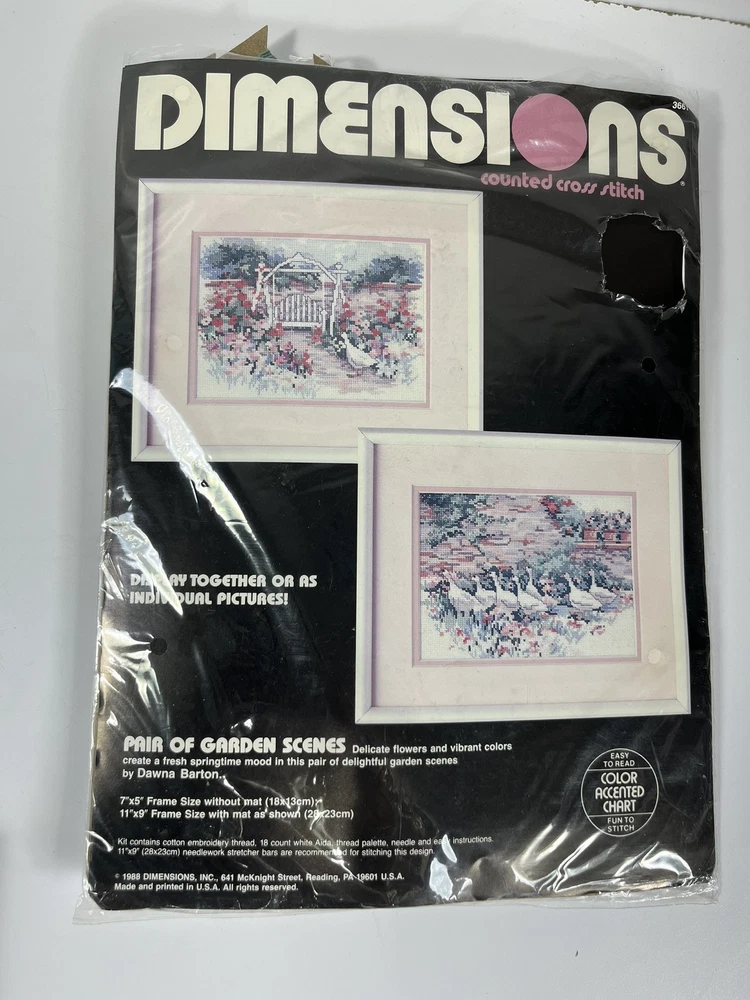 DIMENSIONS
counted cross stitch
DISPLAY TOGETHER OR AS
INDIVIDUAL PICTURES!
PAIR OF GARDEN SCENES Delicate flowers and vibrant colors
create a fresh springtime mood in this pair of delightful garden scenes
by Dawna Barton.
7"x5" Frame Size without mat (18x13cm);
11"x9" Frame Size with mat as shown (28x23cm)
Kit contains cotton embroidery thread, 18 count white Aida, thread palette, needle and easy instructions.
11"x9" (28x23cm) needlework stretcher bars are recommended for stitching this design.
© 1988 DIMENSIONS, INC., 641 McKnight Street, Reading, PA 19601 U.S.A.
Made and printed in U.S.A. All rights reserved.
EASY
TO READ
COLOR
ACCENTED
CHART
FUN TO
STITCH